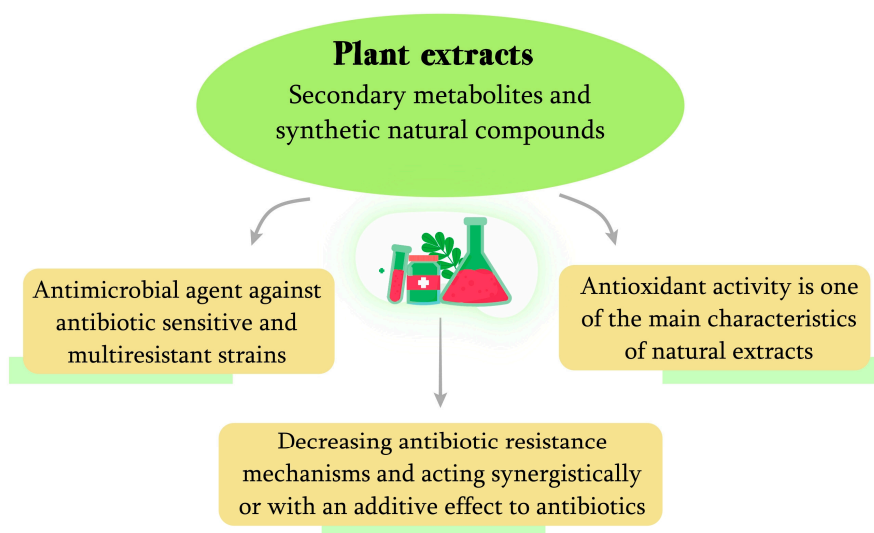 Plant extracts
Secondary metabolites and
synthetic natural compounds
Antimicrobial agent against
antibiotic sensitive and
multiresistant strains
Antioxidant activity is one
of the main characteristics
of natural extracts
Decreasing antibiotic resistance
mechanisms and acting synergistically
or with an additive effect to antibiotics